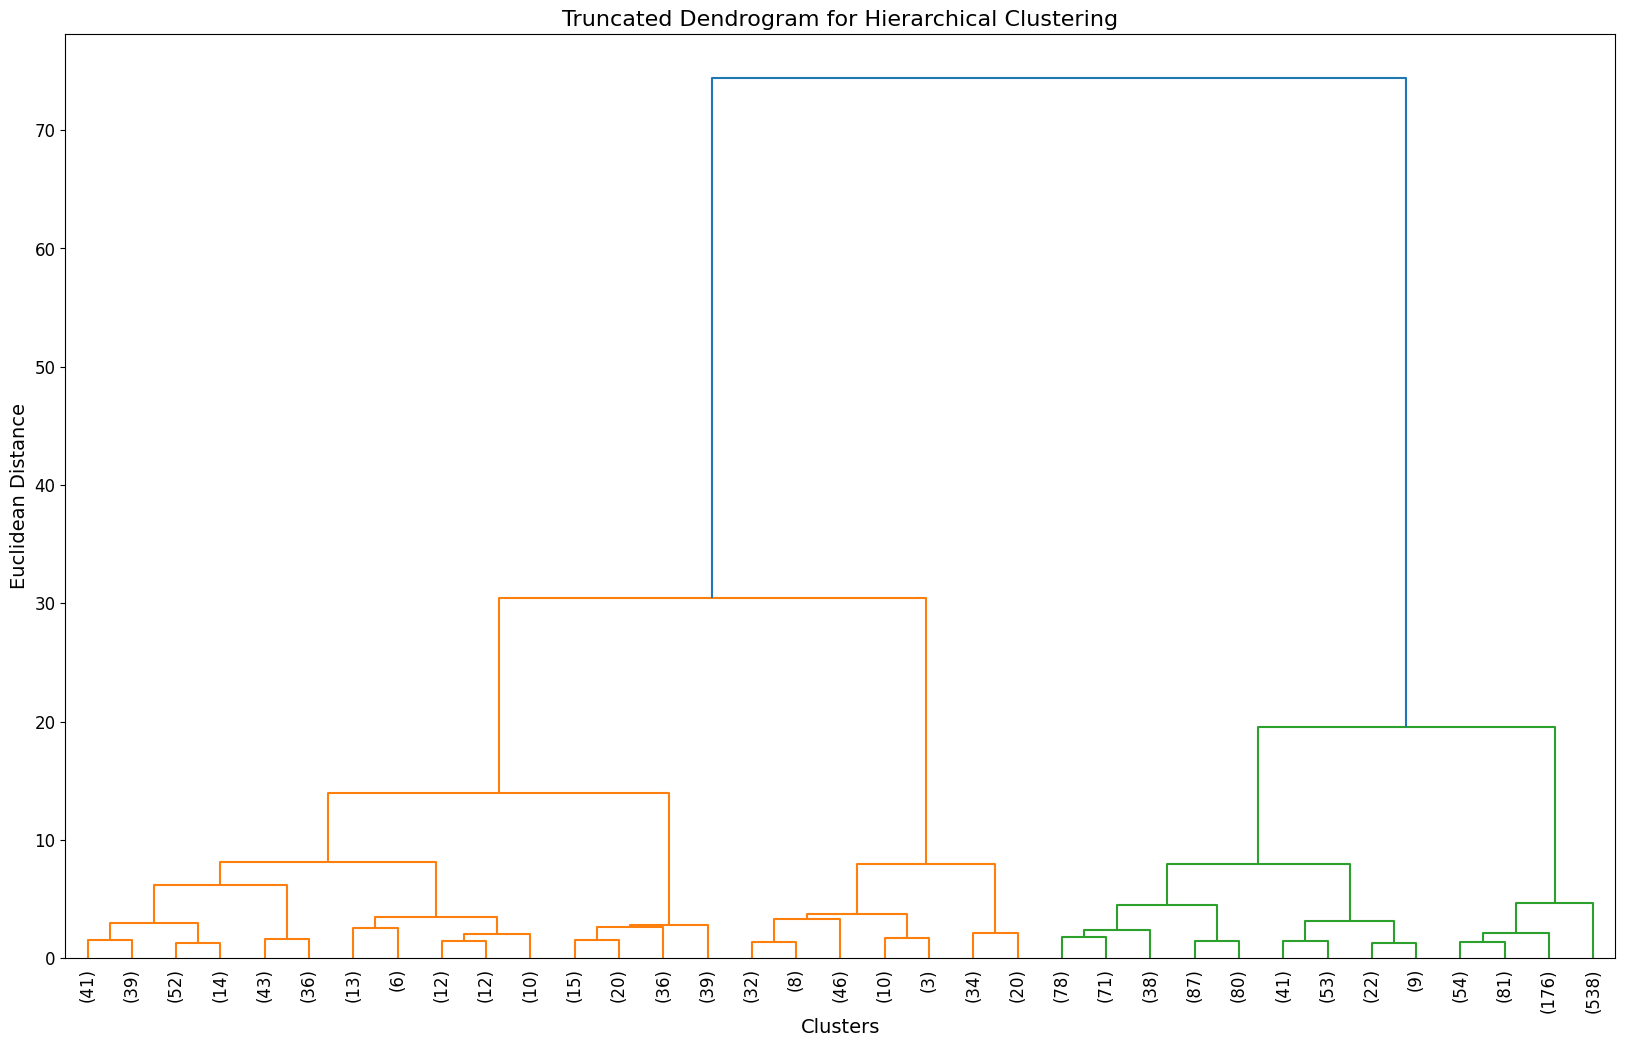 Truncated Dendrogram for Hierarchical Clustering
Euclidean Distance
70
60
50
40
30
20
10
0
(41) (39) (52) (14) (43) (36) (13) (6) (12) (12) (10) (15) (20) (36) (39) (32) (8) (46) (10) (3) (34) (20) (78) (71) (38) (87) (80) (41) (53) (22) (9) (54) (81) (176) (538)
Clusters